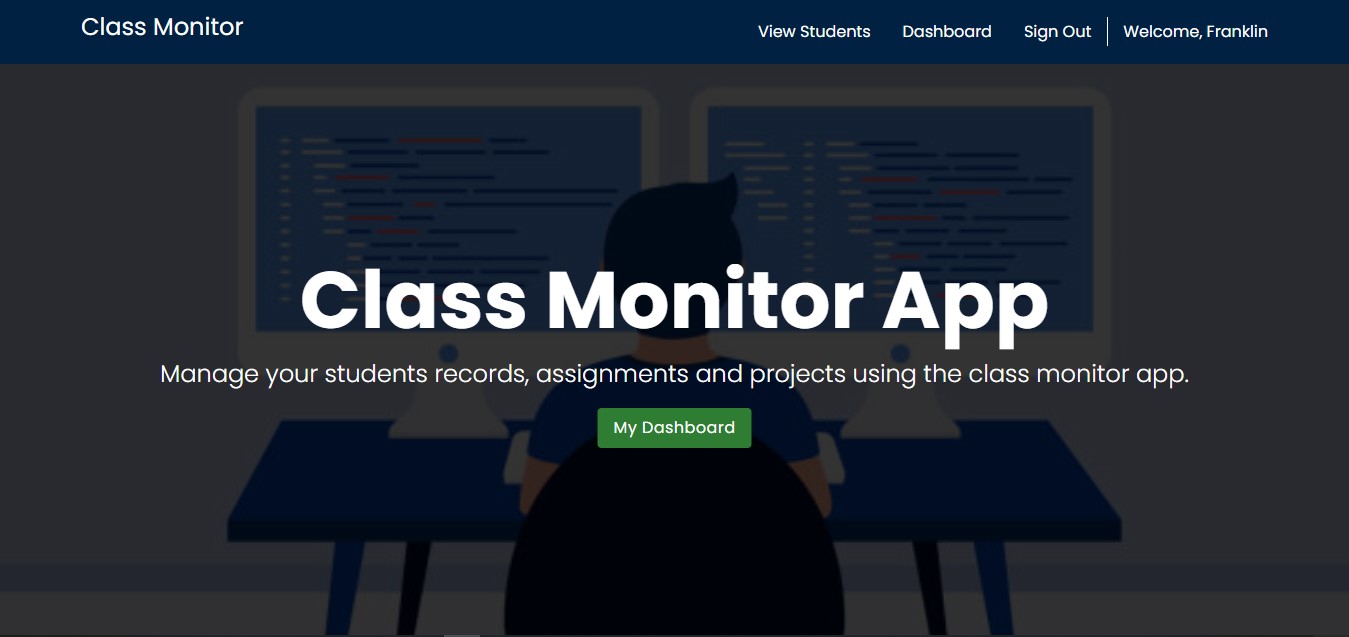 Class Monitor
View Students Dashboard Sign Out Welcome, Franklin
Class Monitor App
Manage your students records, assignments and projects using the class monitor app.
My Dashboard